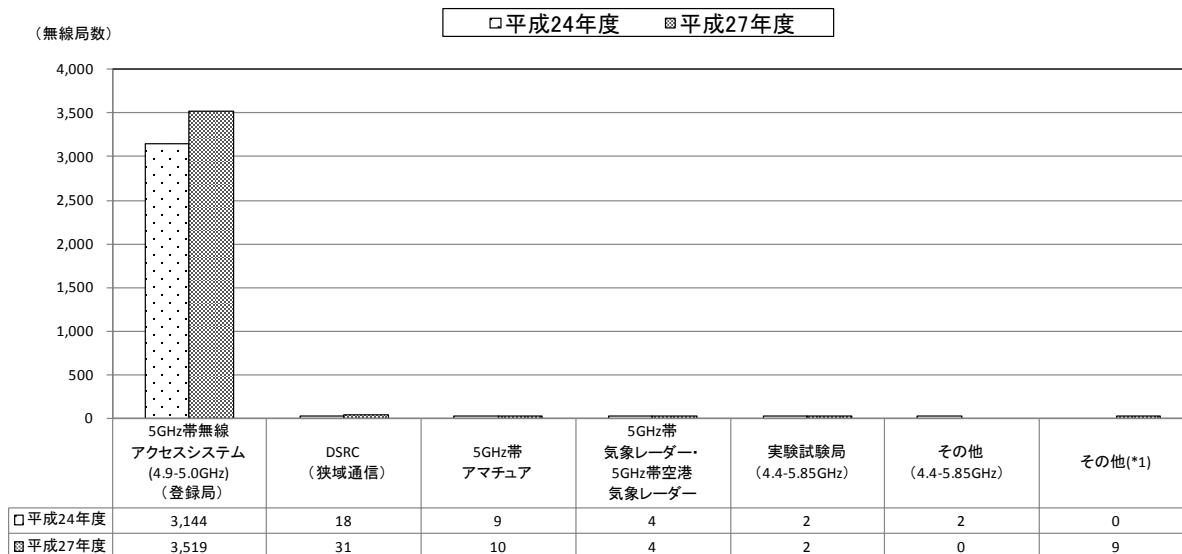 □平成24年度 ▩平成27年度
（無線局数）
4,000
3,500
3,000
2,500
2,000
1,500
1,000
500
0
5GHz帯無線
アクセスシステム
(4.9-5.0GHz)
（登録局）
DSRC
（狭域通信）
5GHz帯
アマチュア
5GHz帯
気象レーダー・
5GHz帯空港
気象レーダー
実験試験局
(4.4-5.85GHz)
その他
(4.4-5.85GHz)
その他(*1)
□平成24年度 3,144 18 9 4 2 2 0
▩平成27年度 3,519 31 10 4 2 0 9